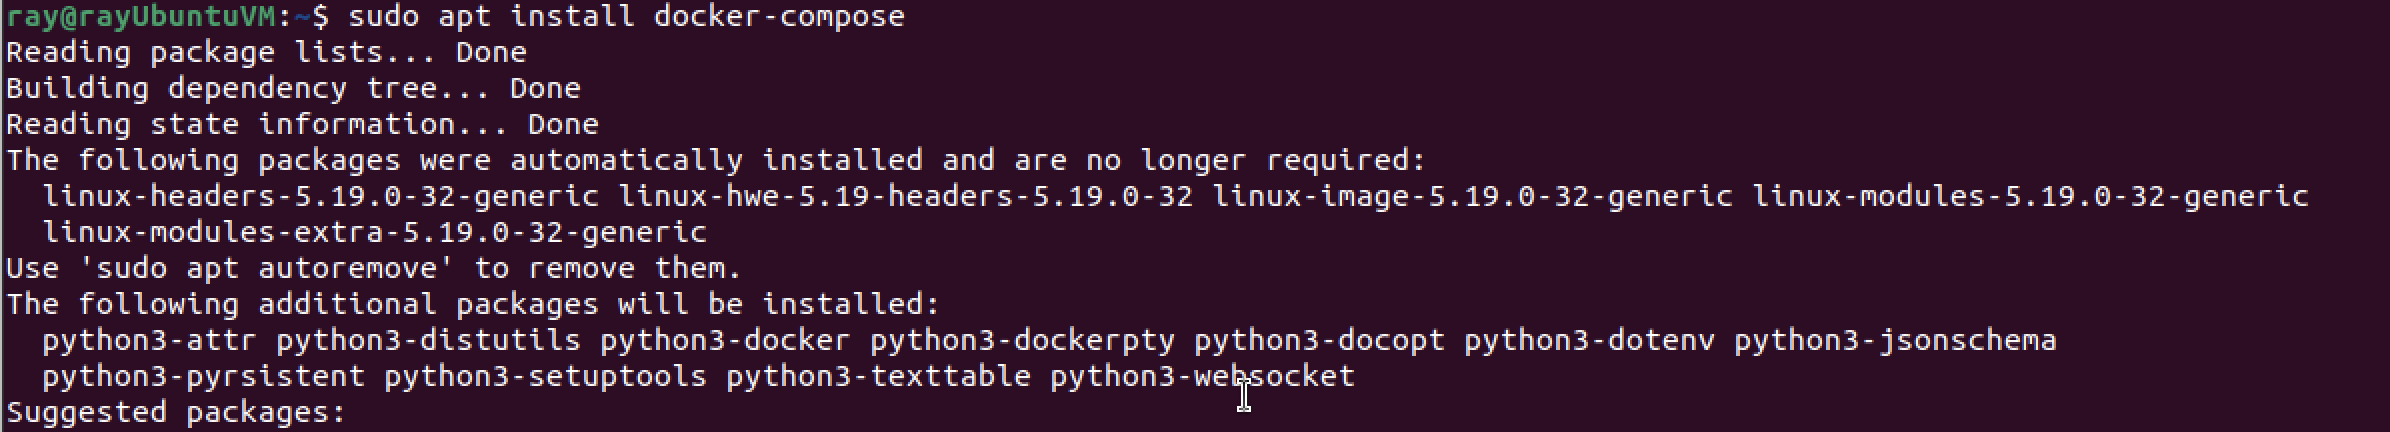 ray@rayUbuntuVM:~$ sudo apt install docker-compose
Reading package lists... Done
Building dependency tree... Done
Reading state information... Done
The following packages were automatically installed and are no longer required:
  linux-headers-5.19.0-32-generic linux-hwe-5.19-headers-5.19.0-32 linux-image-5.19.0-32-generic linux-modules-5.19.0-32-generic
  linux-modules-extra-5.19.0-32-generic
Use 'sudo apt autoremove' to remove them.
The following additional packages will be installed:
  python3-attr python3-distutils python3-docker python3-dockerpty python3-docopt python3-dotenv python3-jsonschema
  python3-pyrsistent python3-setuptools python3-texttable python3-websocket
Suggested packages: